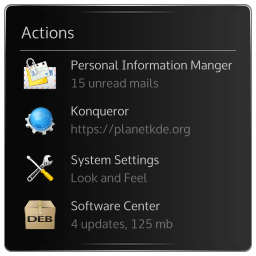 Actions
Personal Information Manger
15 unread mails
Konqueror
https://planetkde.org
System Settings
Look and Feel
Software Center
DEB
4 updates, 125 mb